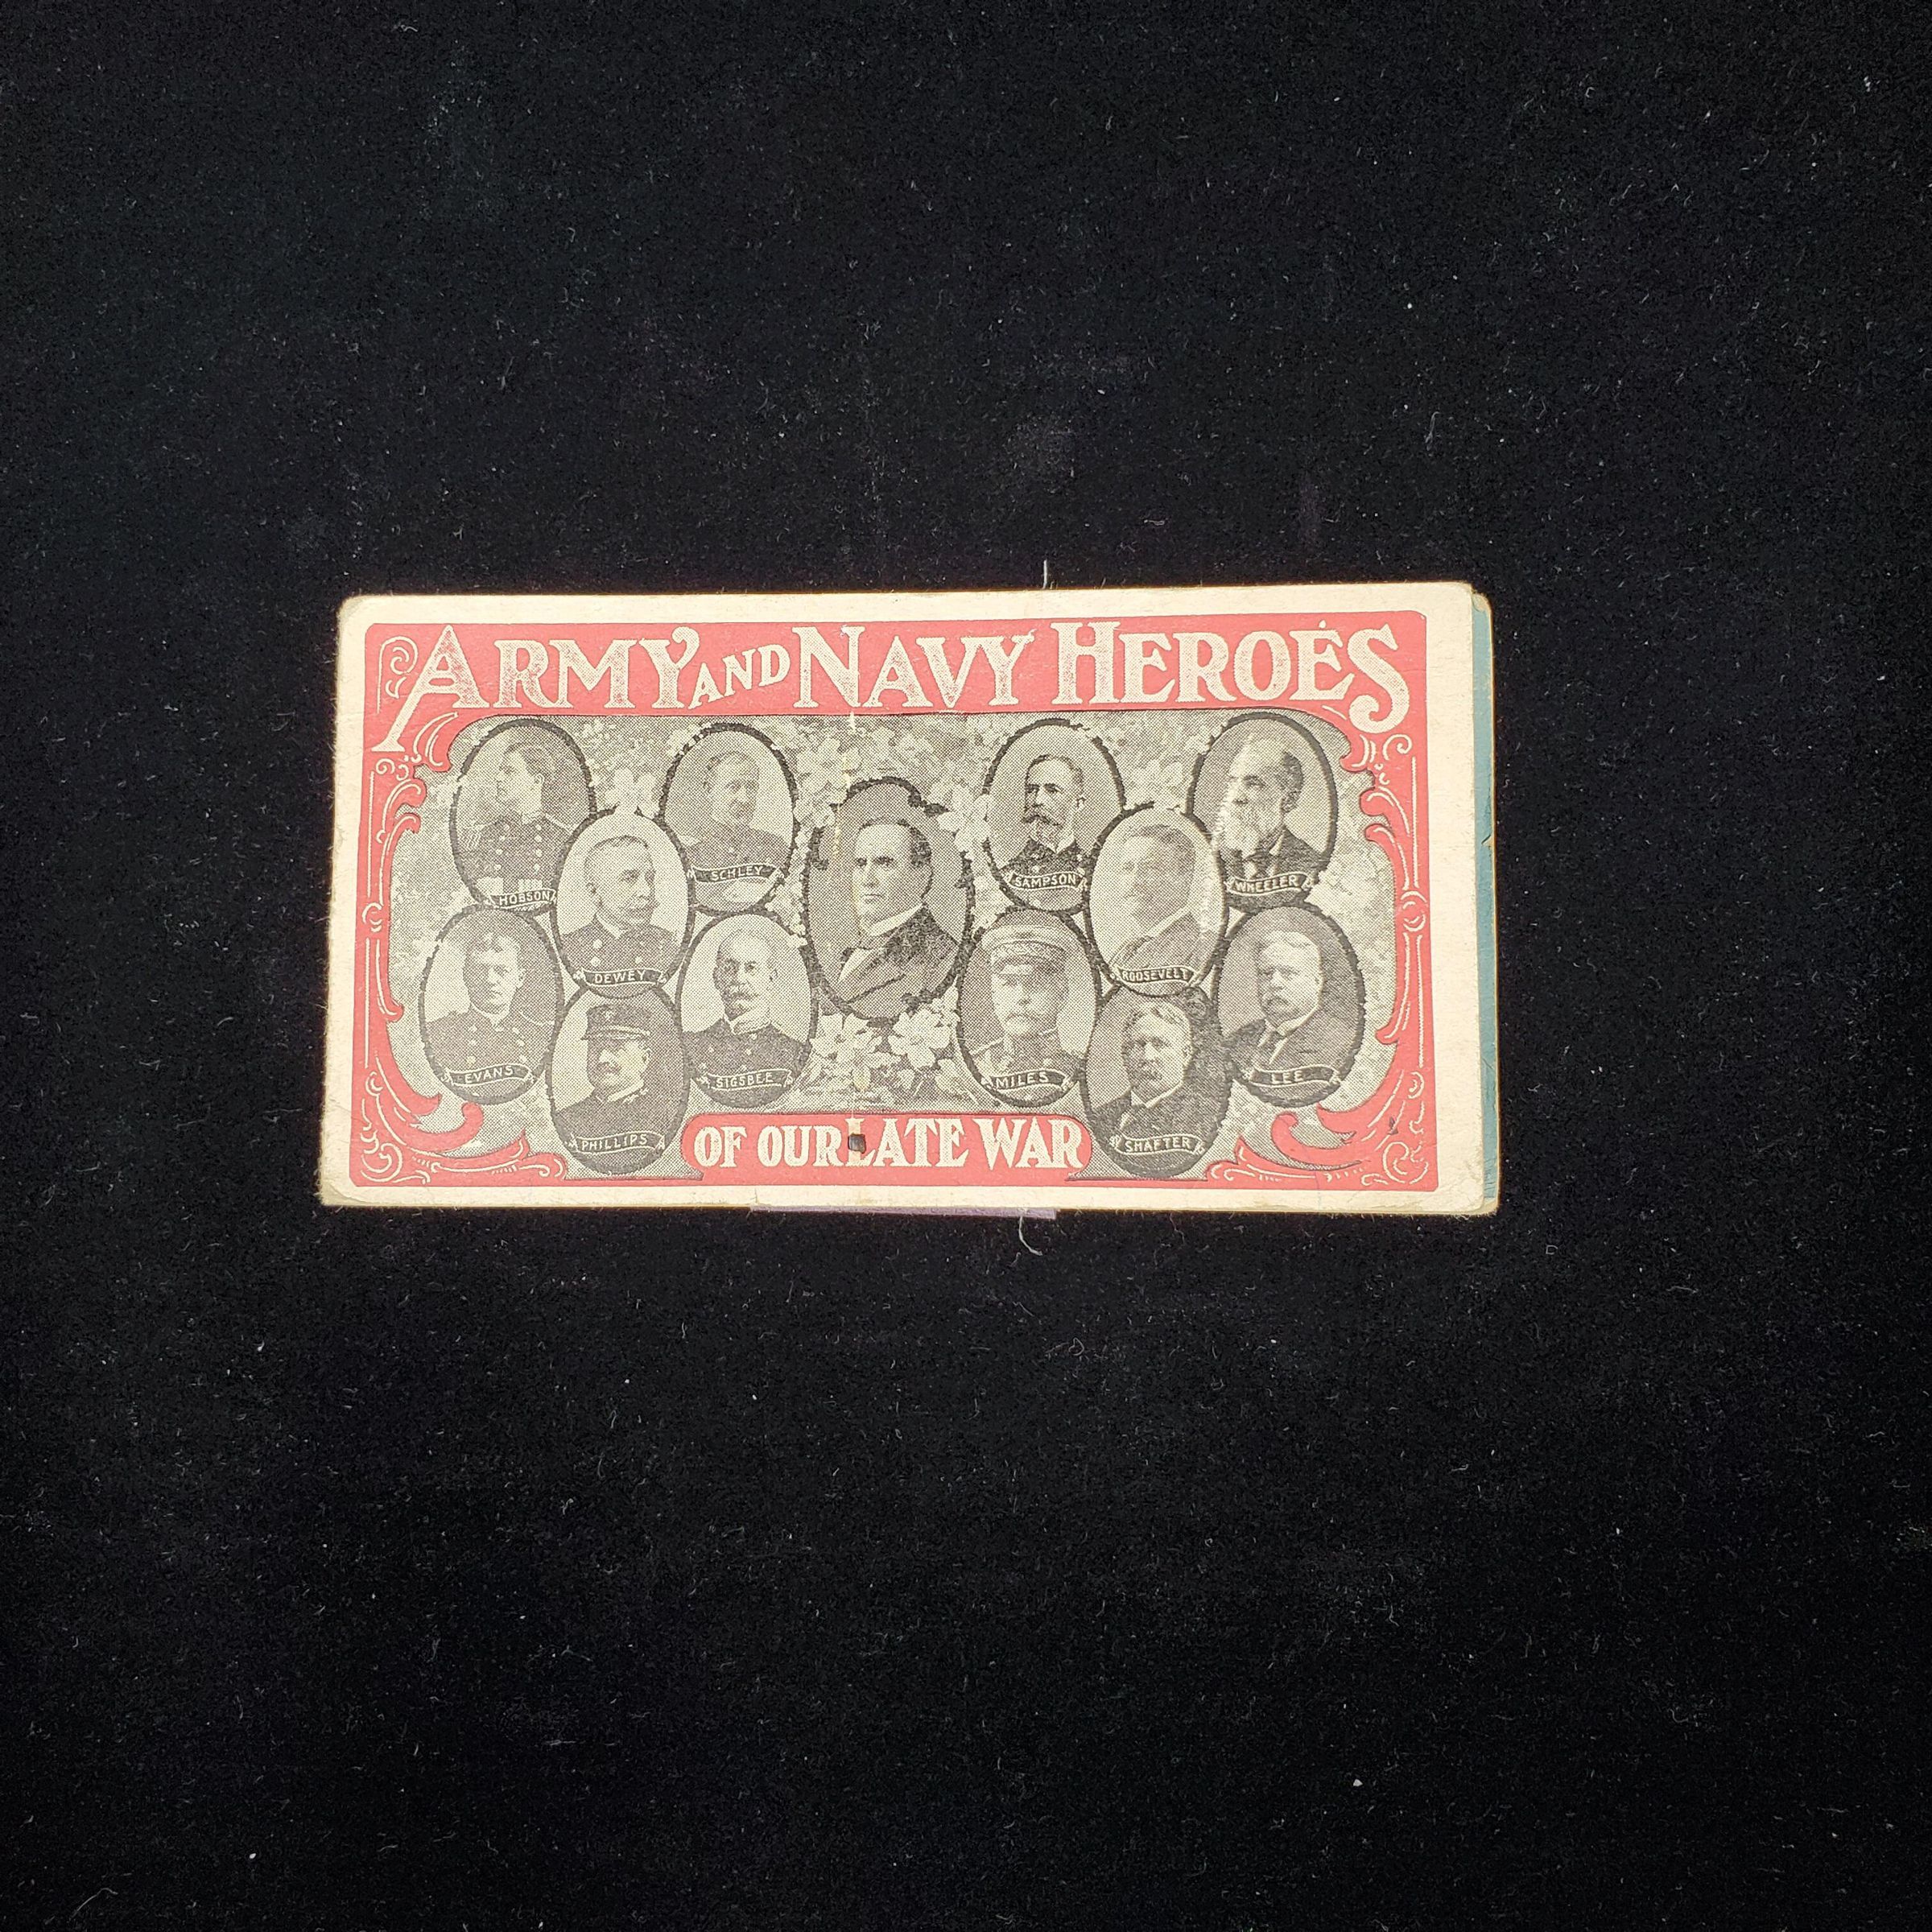 ARMY AND NAVY HEROES
HOBSON
SCHLEY
SAMPSON
WHEELER
DEWEY
ROOSEVELT
EVANS
SIGSBEE
MILES
LEE
PHILLIPS
SHAFTER
OF OUR LATE WAR